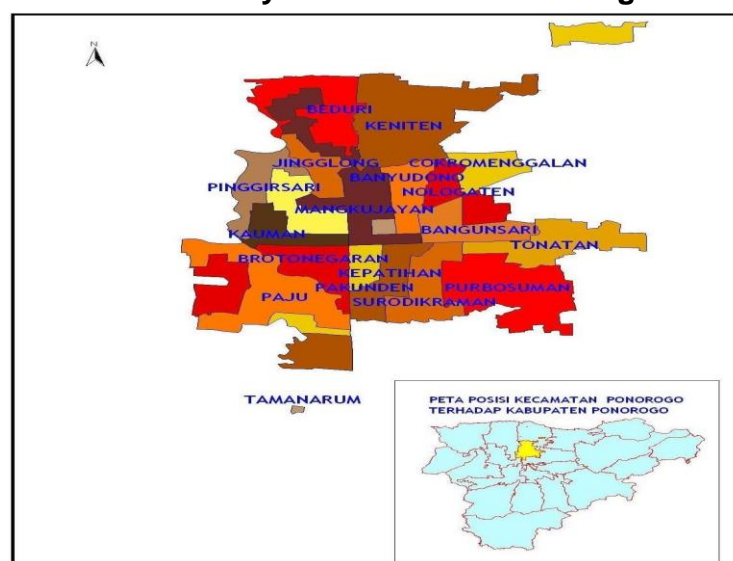 N
BEDURI
KENITEN
JINGGLONG
COKROMENGGALAN
BANYUDONO
PINGGIRSARI
NOLOGATEN
MANGKUJAYAN
KAUMAN
BANGUNSARI
TONATAN
BROTONEGARAN
KEPATIHAN
PAKUNDEN
PURBOSUMAN
PAJU
SURODIKRAMAN
TAMANARUM
PETA POSISI KECAMATAN PONOROGO
TERHADAP KABUPATEN PONOROGO